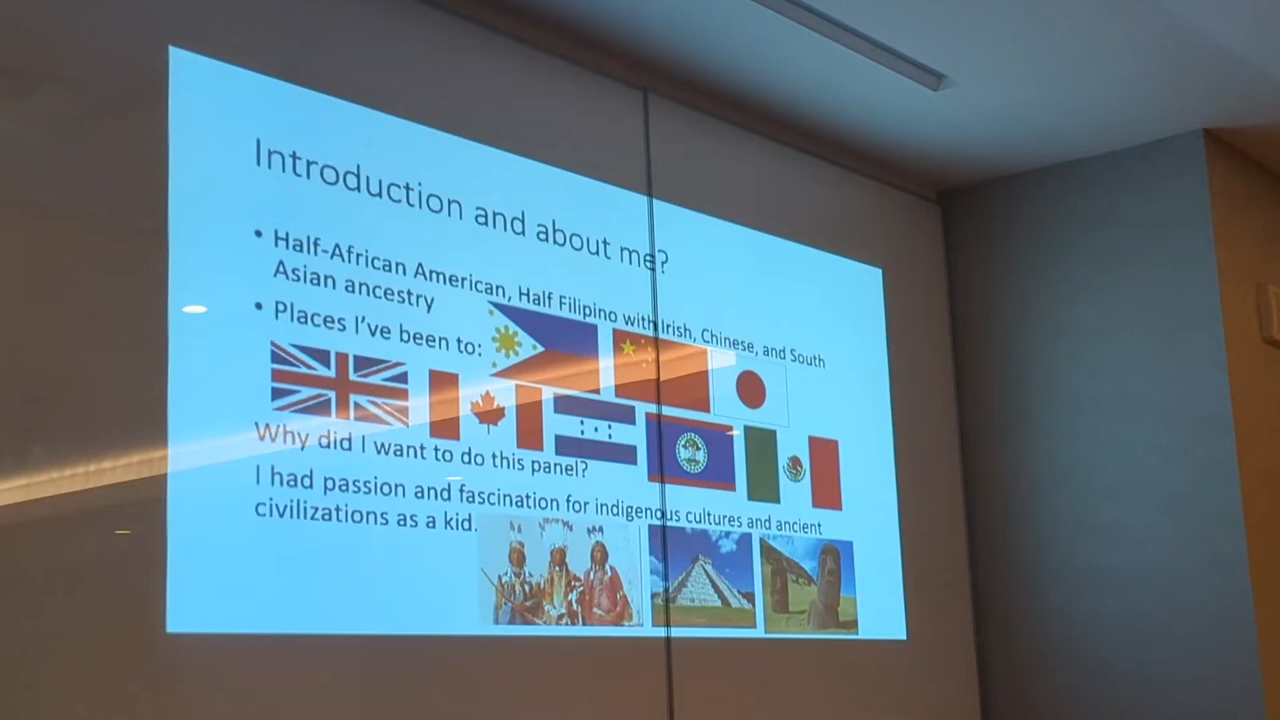 Introduction and about me?
• Half-African American, Half Filipino with Irish, Chinese, and South
Asian ancestry
• Places I've been to:
Why did I want to do this panel?
I had passion and fascination for indigenous cultures and ancient
civilizations as a kid.